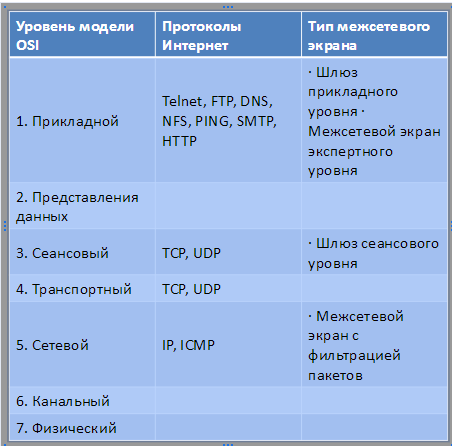 Уровень модели
OSI
Протоколы
Интернет
Тип межсетевого
экрана
1. Прикладной
Telnet, FTP, DNS,
NFS, PING, SMTP,
HTTP
· Шлюз
прикладного
уровня ·
Межсетевой экран
экспертного
уровня
2. Представления
данных
3. Сеансовый
TCP, UDP
· Шлюз сеансового
уровня
4. Транспортный
TCP, UDP
5. Сетевой
IP, ICMP
· Межсетевой
экран с
фильтрацией
пакетов
6. Канальный
7. Физический